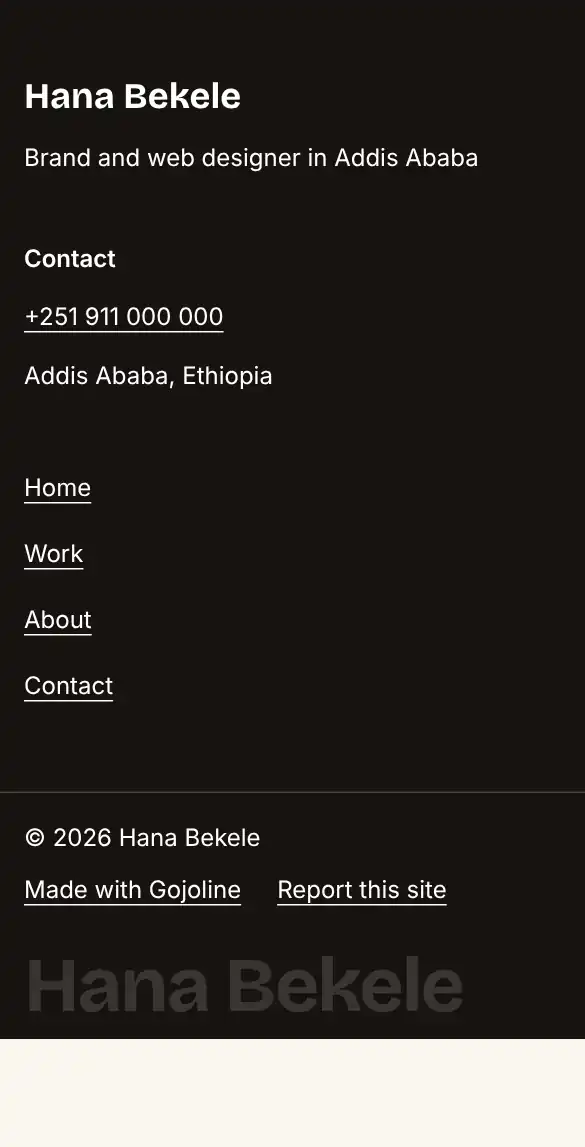 Hana Bekele
Brand and web designer in Addis Ababa
Contact
+251 911 000 000
Addis Ababa, Ethiopia
Home
Work
About
Contact
© 2026 Hana Bekele
Made with Gojoline Report this site
Hana Bekele